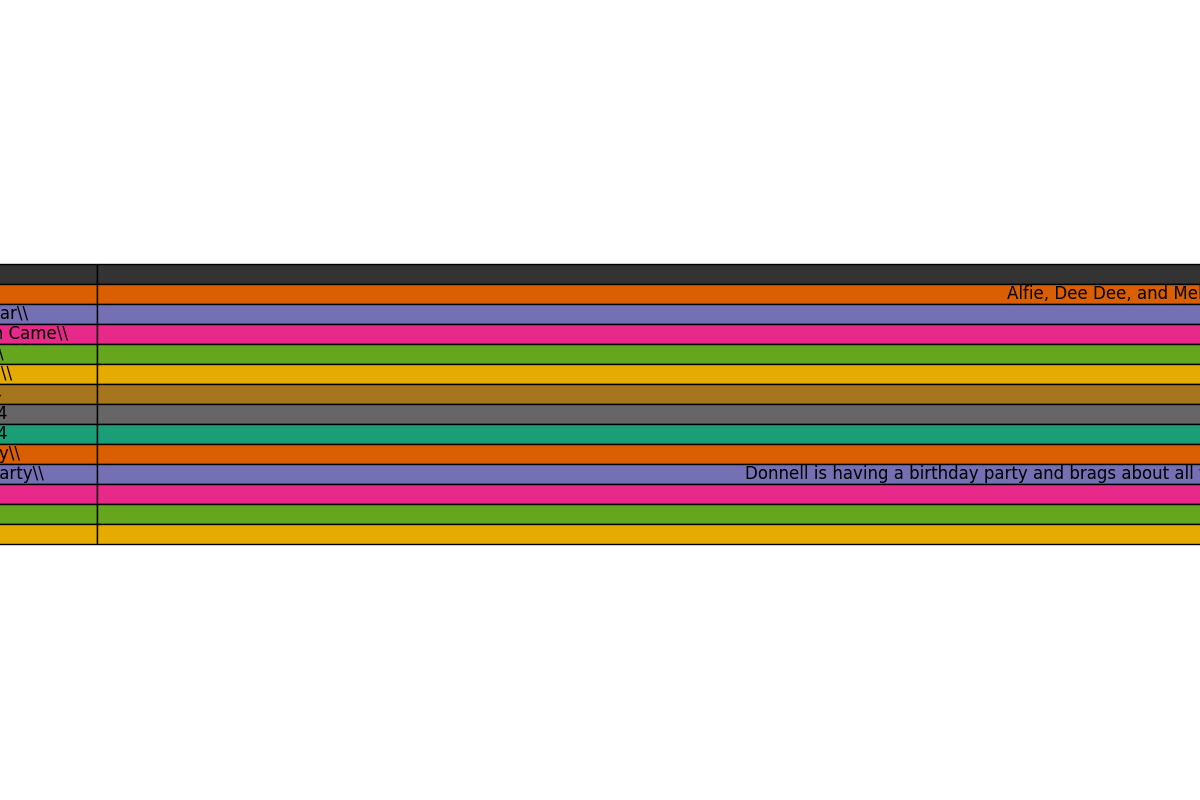 Alfie, Dee Dee, and Me
ar\\
n Came\\
\
\\
4
4
y\\
arty\\ Donnell is having a birthday party and brags about all